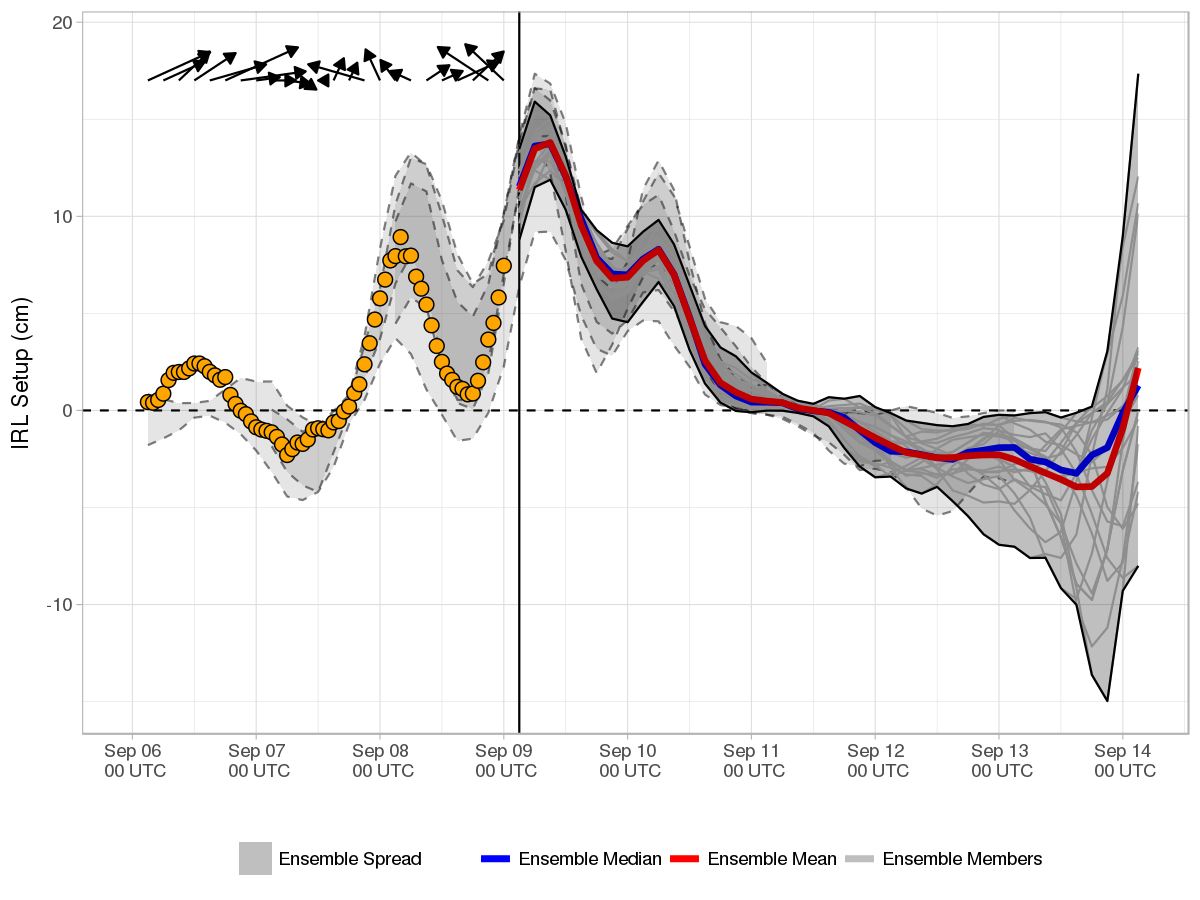 IRL Setup (cm)
20
10
0
-10
Sep 06 Sep 07 Sep 08 Sep 09 Sep 10 Sep 11 Sep 12 Sep 13 Sep 14
00 UTC 00 UTC 00 UTC 00 UTC 00 UTC 00 UTC 00 UTC 00 UTC 00 UTC
Ensemble Spread Ensemble Median Ensemble Mean Ensemble Members